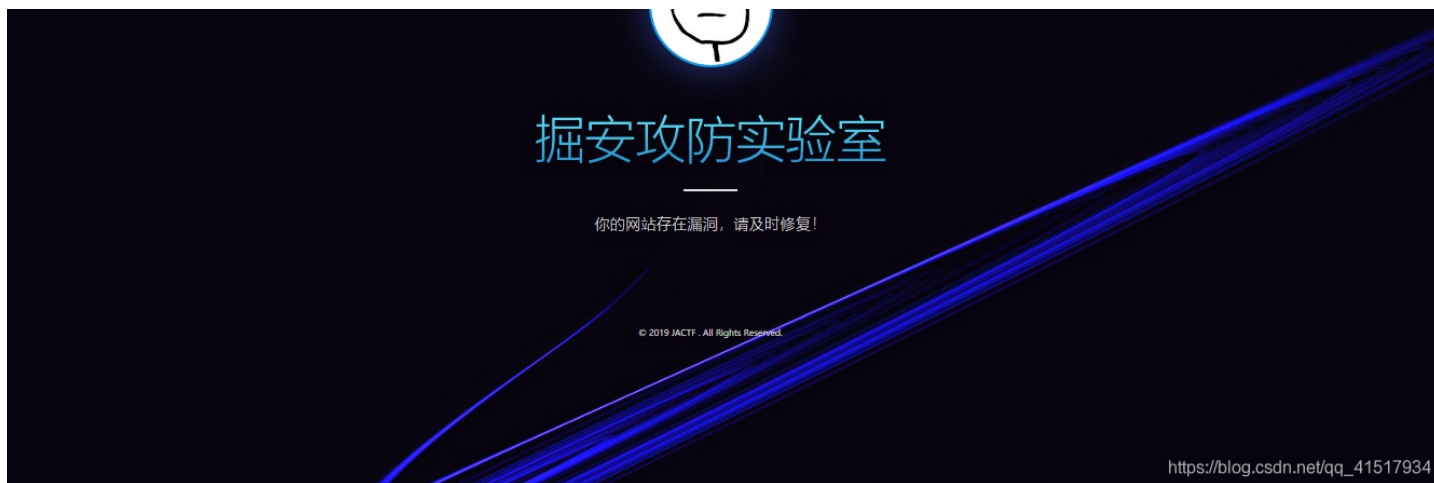 掘安攻防实验室
你的网站存在漏洞，请及时修复！
© 2019 JACTF . All Rights Reserved.
https://blog.csdn.net/qq_41517934